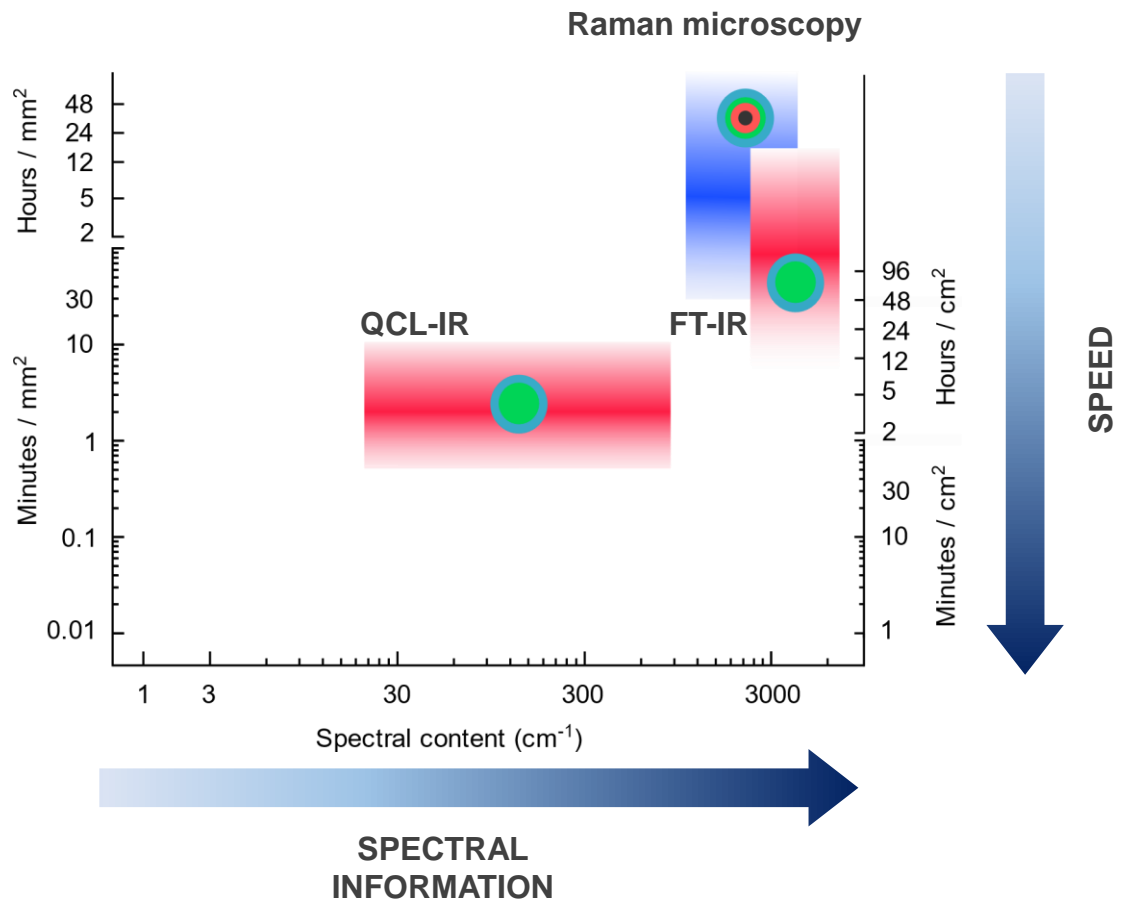 Raman microscopy
Hours / mm²
48
24
12
5
2
Minutes / mm²
30
10
1
0.1
0.01
QCL-IR
FT-IR
96
48
24
12
5
2
Hours / cm²
30
10
1
Minutes / cm²
SPEED
1 3 30 300 3000
Spectral content (cm⁻¹)
SPECTRAL
INFORMATION